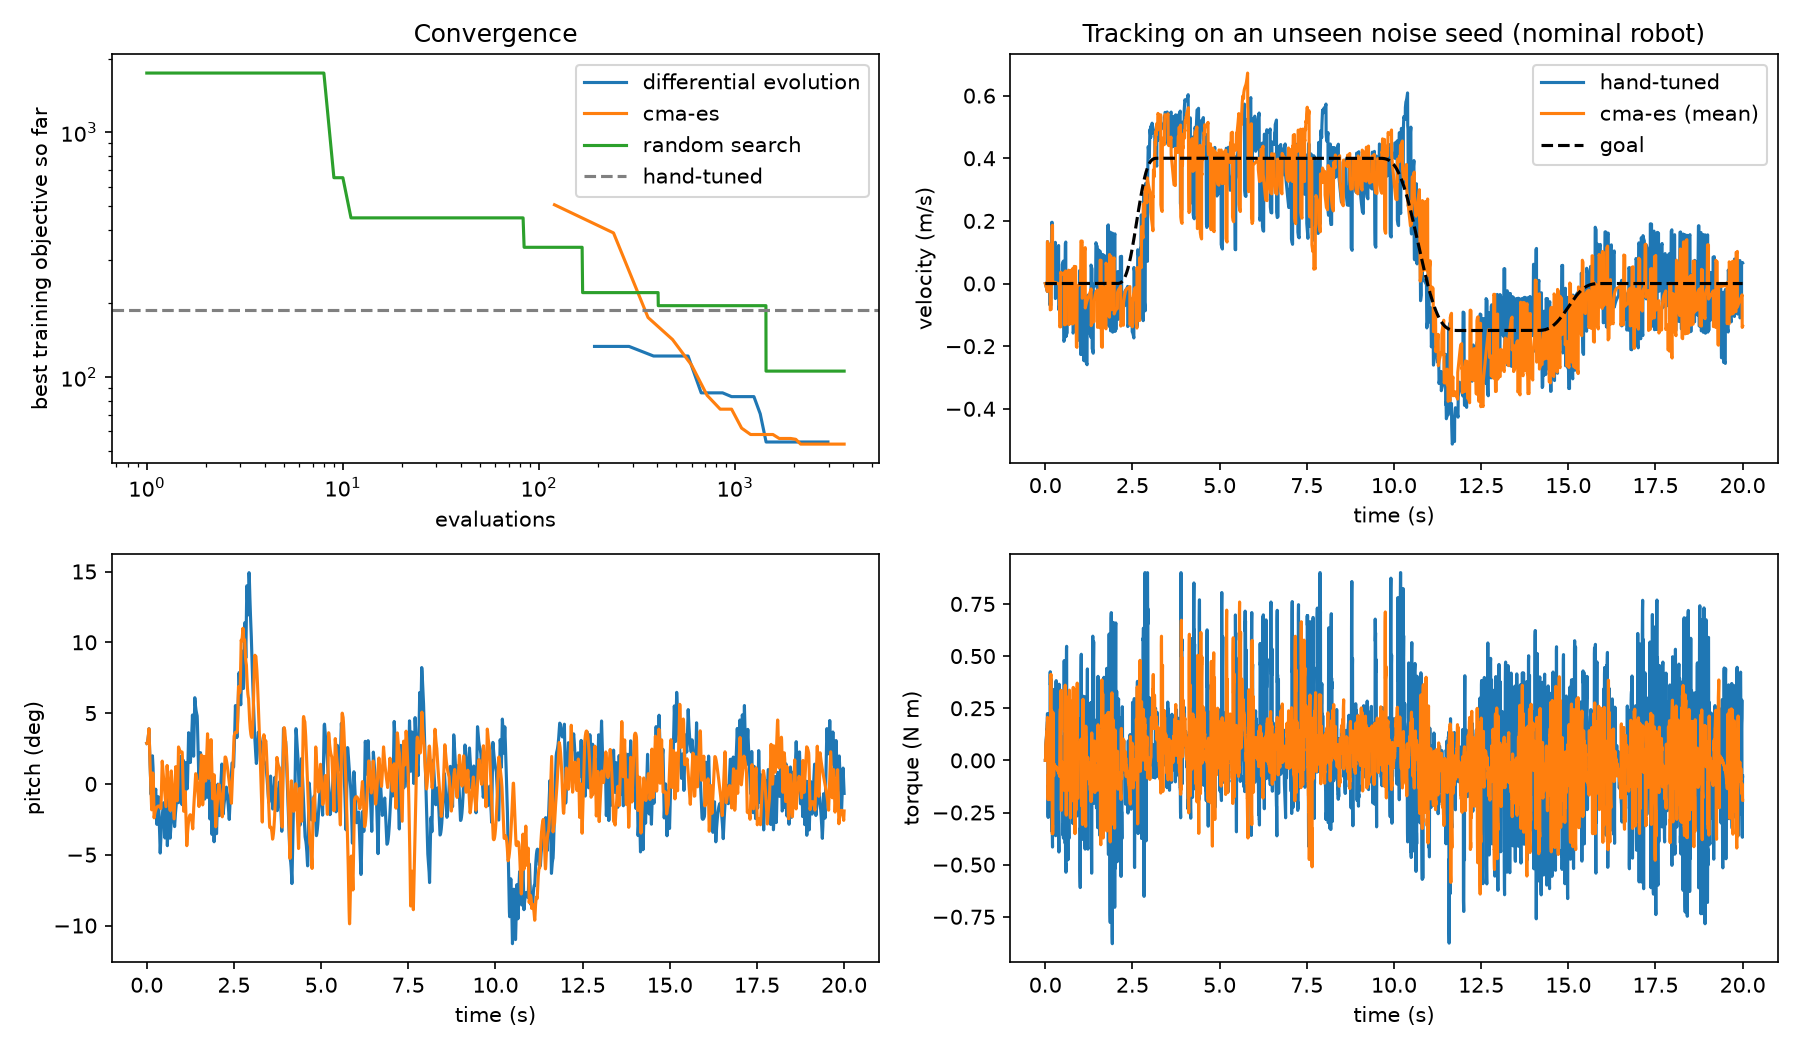 Convergence
best training objective so far
10³
10²
differential evolution
cma-es
random search
hand-tuned
10⁰ 10¹ 10² 10³
evaluations
Tracking on an unseen noise seed (nominal robot)
velocity (m/s)
0.6
0.4
0.2
0.0
−0.2
−0.4
hand-tuned
cma-es (mean)
goal
0.0 2.5 5.0 7.5 10.0 12.5 15.0 17.5 20.0
time (s)
pitch (deg)
15
10
5
0
−5
−10
0.0 2.5 5.0 7.5 10.0 12.5 15.0 17.5 20.0
time (s)
torque (N m)
0.75
0.50
0.25
0.00
−0.25
−0.50
−0.75
0.0 2.5 5.0 7.5 10.0 12.5 15.0 17.5 20.0
time (s)